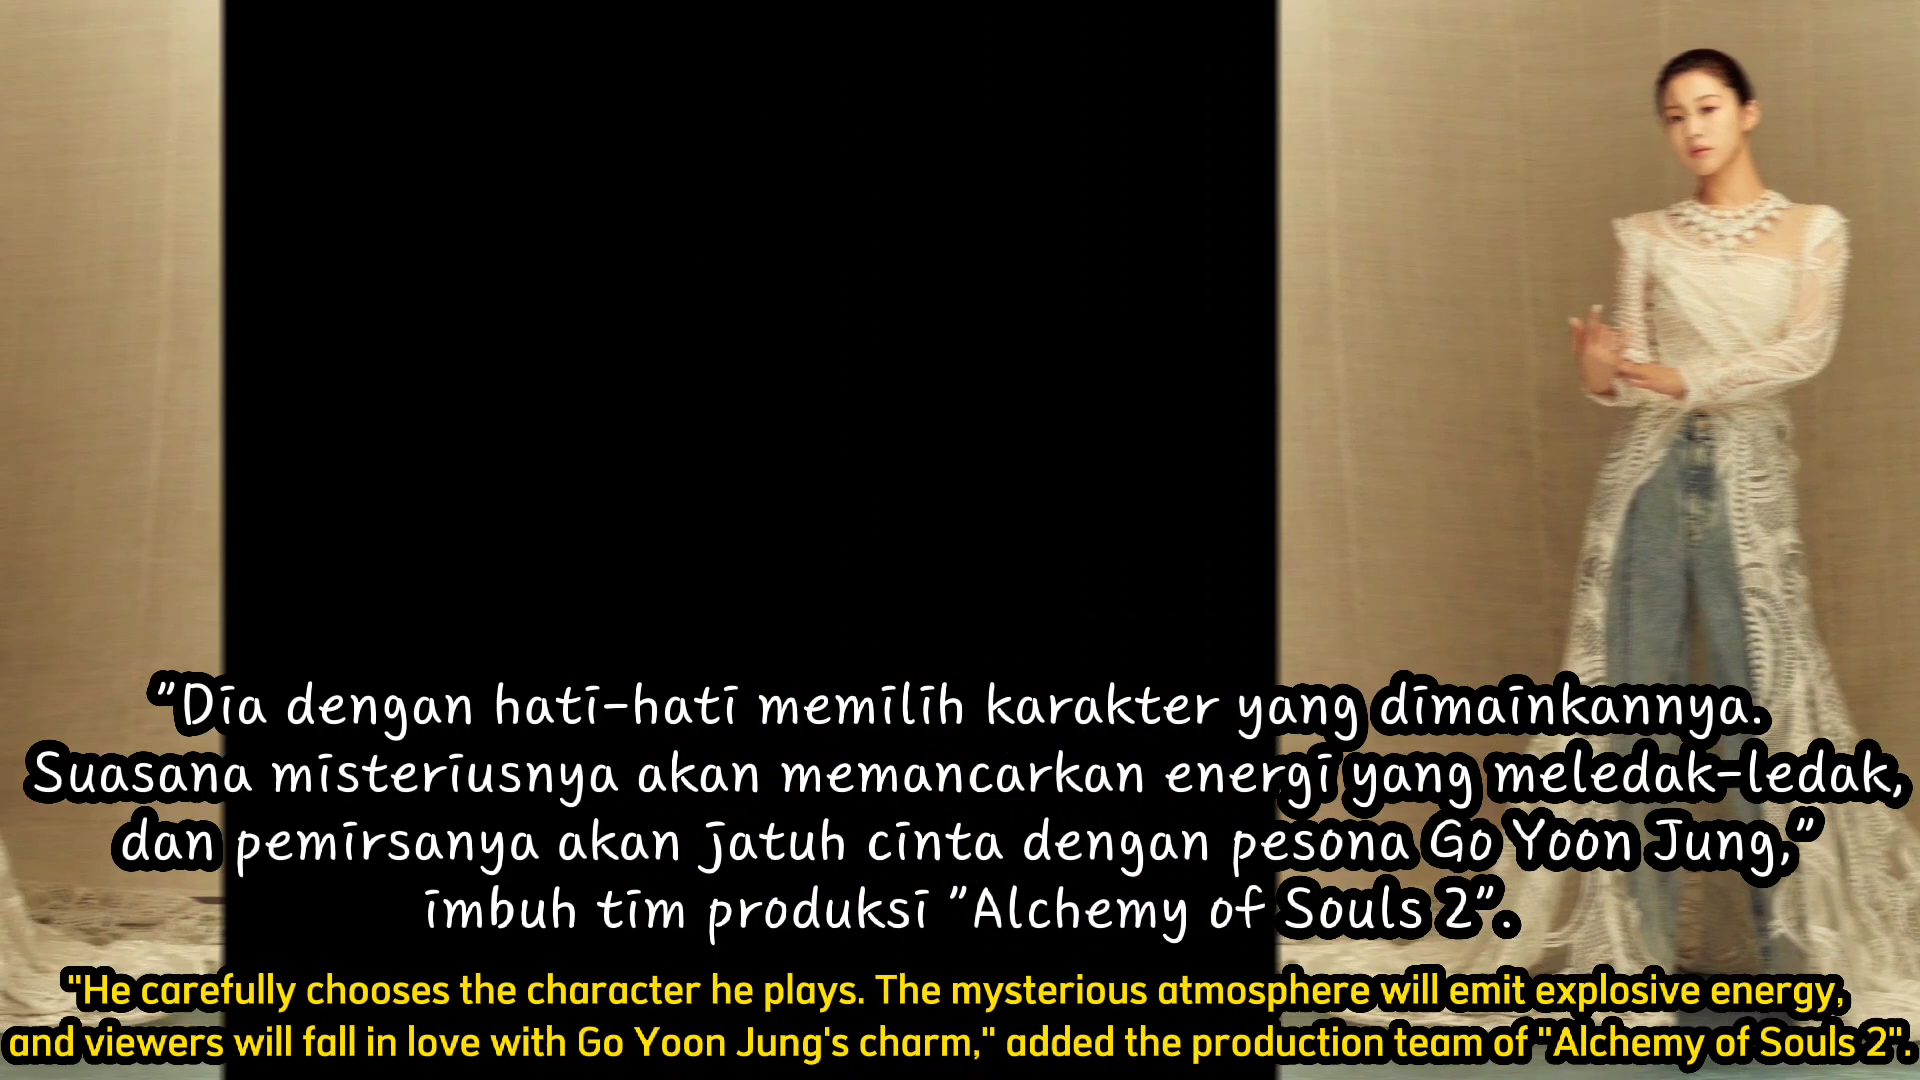 "Dia dengan hati-hati memilih karakter yang dimainkannya.
Suasana misteriusnya akan memancarkan energi yang meledak-ledak,
dan pemirsanya akan jatuh cinta dengan pesona Go Yoon Jung,"
imbuh tim produksi "Alchemy of Souls 2".
"He carefully chooses the character he plays. The mysterious atmosphere will emit explosive energy,
and viewers will fall in love with Go Yoon Jung's charm," added the production team of "Alchemy of Souls 2".